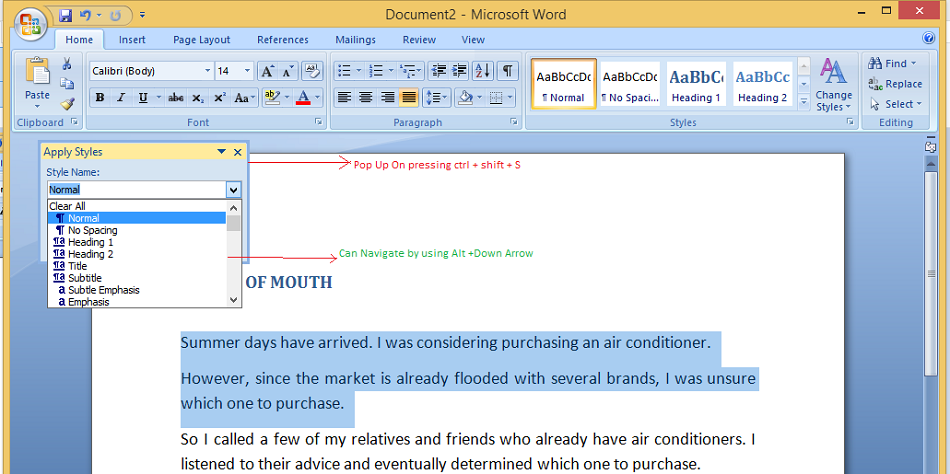 Document2 - Microsoft Word
Home Insert Page Layout References Mailings Review View
Paste
Clipboard
Calibri (Body) 14
B I U abc X₂ X² Aa ab A
Font
Paragraph
AaBbCcDc AaBbCcDc AaBbCc AaBbCc
¶ Normal ¶ No Spaci... Heading 1 Heading 2
Change Styles
Styles
Find
Replace
Select
Editing
Apply Styles
Style Name:
Normal
Clear All
¶ Normal
¶ No Spacing
¶a Heading 1
¶a Heading 2
¶a Title
¶a Subtitle
a Subtle Emphasis
a Emphasis
Pop Up On pressing ctrl + shift + S
Can Navigate by using Alt +Down Arrow
OF MOUTH
Summer days have arrived. I was considering purchasing an air conditioner.
However, since the market is already flooded with several brands, I was unsure
which one to purchase.
So I called a few of my relatives and friends who already have air conditioners. I
listened to their advice and eventually determined which one to purchase.